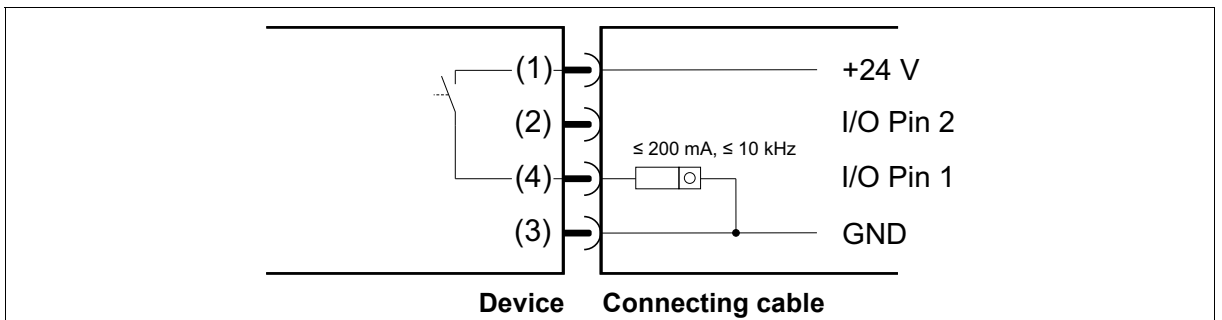 (1) +24 V
(2) I/O Pin 2
≤ 200 mA, ≤ 10 kHz
(4) I/O Pin 1
(3) GND
Device Connecting cable